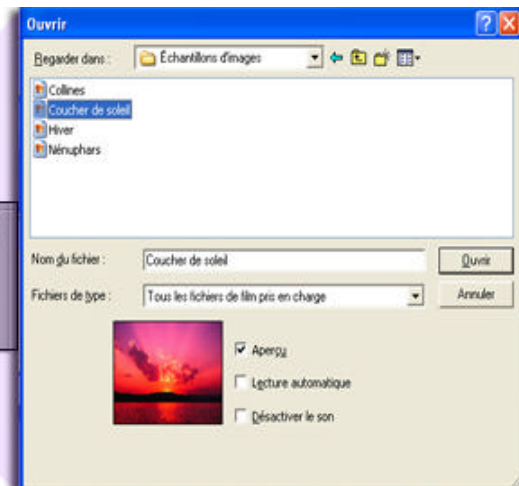 Ouvrir
Regarder dans : Échantillons d'images
Collines
Coucher de soleil
Hiver
Nénuphars
Nom du fichier : Coucher de soleil Ouvrir
Fichiers de type : Tous les fichiers de film pris en charge Annuler
Aperçu
Lecture automatique
Désactiver le son